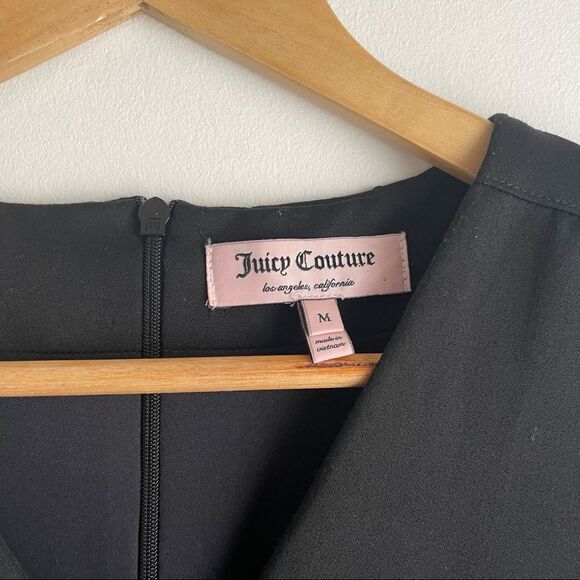 Juicy Couture
los angeles, california
M
made in
vietnam